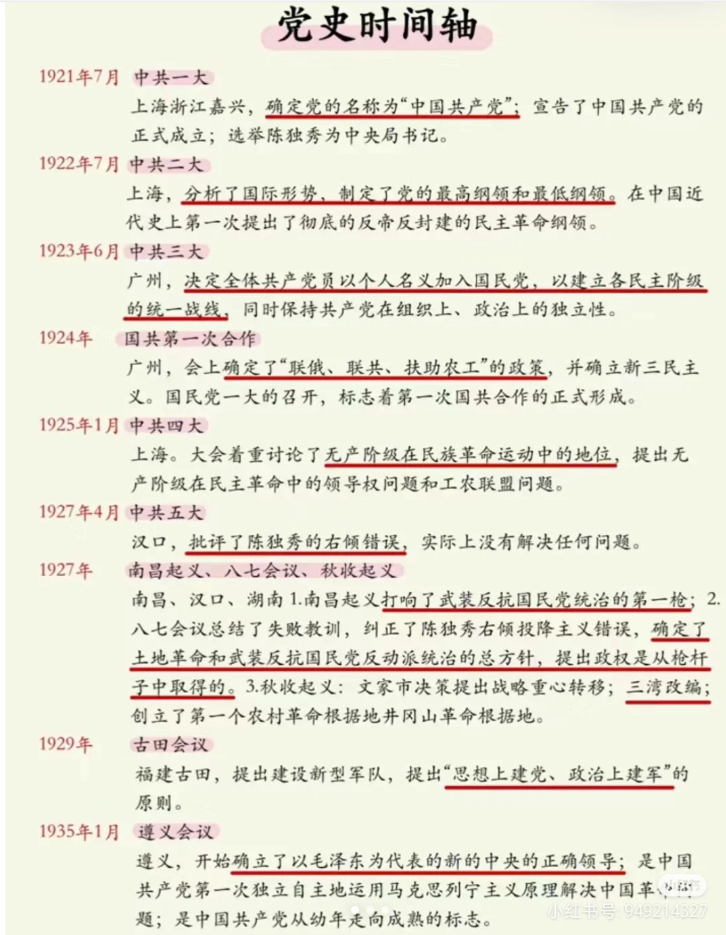 党史时间轴
1921年7月 中共一大
上海浙江嘉兴，确定党的名称为“中国共产党”；宣告了中国共产党的
正式成立；选举陈独秀为中央局书记。
1922年7月 中共二大
上海，分析了国际形势，制定了党的最高纲领和最低纲领。在中国近
代史上第一次提出了彻底的反帝反封建的民主革命纲领。
1923年6月 中共三大
广州，决定全体共产党员以个人名义加入国民党，以建立各民主阶级
的统一战线，同时保持共产党在组织上、政治上的独立性。
1924年 国共第一次合作
广州，会上确定了“联俄、联共、扶助农工”的政策，并确立新三民主
义。国民党一大的召开，标志着第一次国共合作的正式形成。
1925年1月 中共四大
上海。大会着重讨论了无产阶级在民族革命运动中的地位，提出无
产阶级在民主革命中的领导权问题和工农联盟问题。
1927年4月 中共五大
汉口，批评了陈独秀的右倾错误，实际上没有解决任何问题。
1927年 南昌起义、八七会议、秋收起义
南昌、汉口、湖南 1.南昌起义打响了武装反抗国民党统治的第一枪；2.
八七会议总结了失败教训，纠正了陈独秀右倾投降主义错误，确定了
土地革命和武装反抗国民党反动派统治的总方针，提出政权是从枪杆
子中取得的。3.秋收起义：文家市决策提出战略重心转移；三湾改编；
创立了第一个农村革命根据地井冈山革命根据地。
1929年 古田会议
福建古田，提出建设新型军队，提出“思想上建党、政治上建军”的
原则。
1935年1月 遵义会议
遵义，开始确立了以毛泽东为代表的新的中央的正确领导；是中国
共产党第一次独立自主地运用马克思列宁主义原理解决中国革
题；是中国共产党从幼年走向成熟的标志。
小红书
小红书号: 949214327